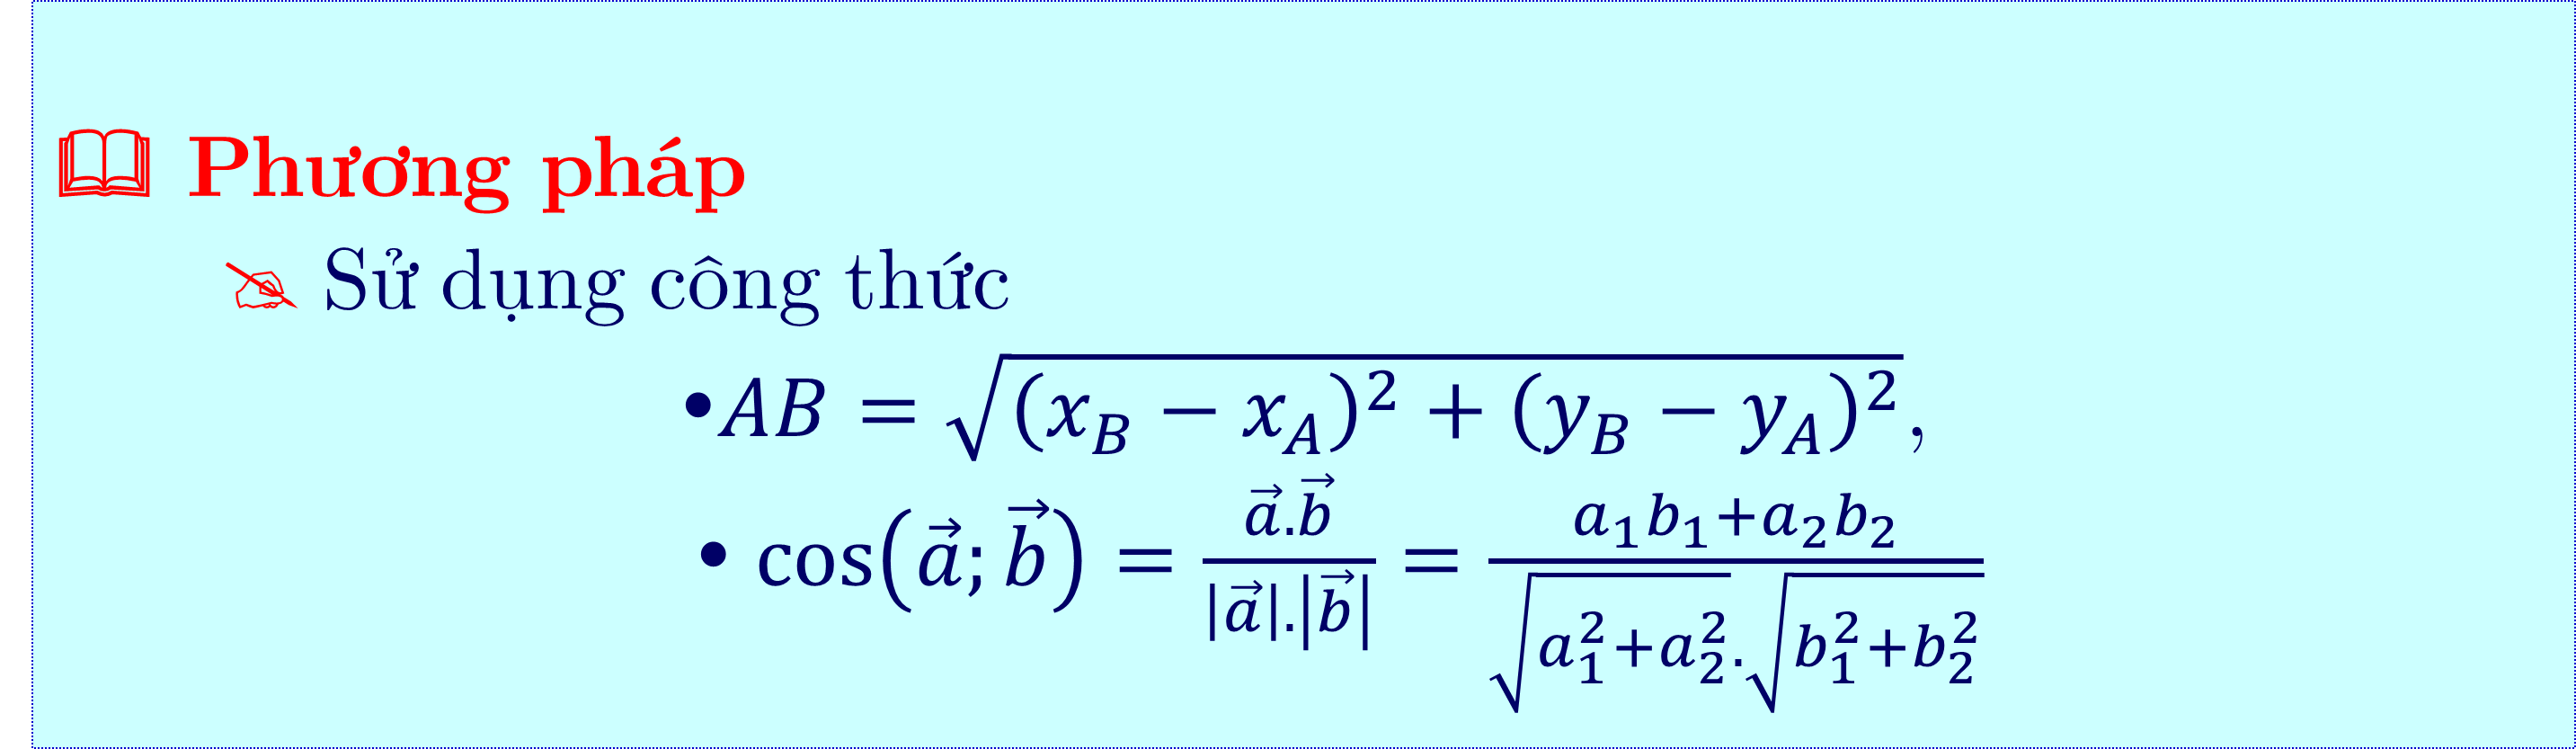 Phương pháp
Sử dụng công thức
•AB = √((x_B − x_A)² + (y_B − y_A)²),
• cos(a⃗; b⃗) = (a⃗.b⃗)/(|a⃗|.|b⃗|) = (a₁b₁+a₂b₂)/(√(a₁²+a₂²).√(b₁²+b₂²))